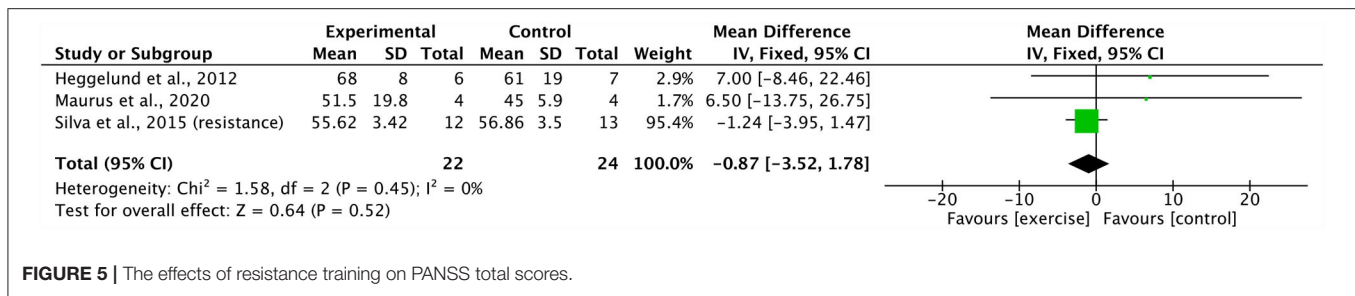 Experimental Control Mean Difference Mean Difference
Study or Subgroup Mean SD Total Mean SD Total Weight IV, Fixed, 95% CI IV, Fixed, 95% CI
Heggelund et al., 2012 68 8 6 61 19 7 2.9% 7.00 [-8.46, 22.46]
Maurus et al., 2020 51.5 19.8 4 45 5.9 4 1.7% 6.50 [-13.75, 26.75]
Silva et al., 2015 (resistance) 55.62 3.42 12 56.86 3.5 13 95.4% -1.24 [-3.95, 1.47]
Total (95% CI) 22 24 100.0% -0.87 [-3.52, 1.78]
Heterogeneity: Chi² = 1.58, df = 2 (P = 0.45); I² = 0%
Test for overall effect: Z = 0.64 (P = 0.52)
-20 -10 0 10 20
Favours [exercise] Favours [control]
FIGURE 5 | The effects of resistance training on PANSS total scores.